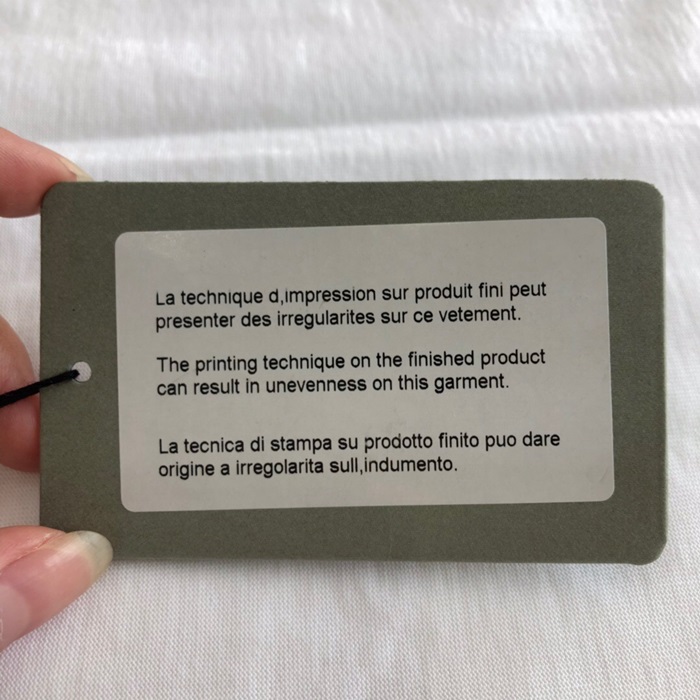 La technique d,impression sur produit fini peut
presenter des irregularites sur ce vetement.
The printing technique on the finished product
can result in unevenness on this garment.
La tecnica di stampa su prodotto finito puo dare
origine a irregolarita sull,indumento.